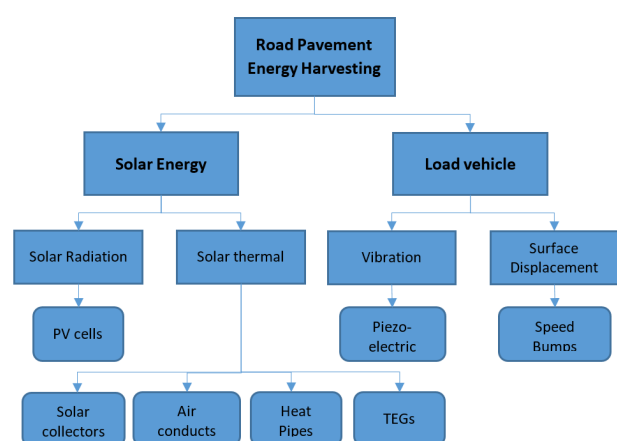 Road Pavement
Energy Harvesting
Solar Energy
Load vehicle
Solar Radiation
Solar thermal
Vibration
Surface
Displacement
PV cells
Piezo-
electric
Speed
Bumps
Solar
collectors
Air
conducts
Heat
Pipes
TEGs